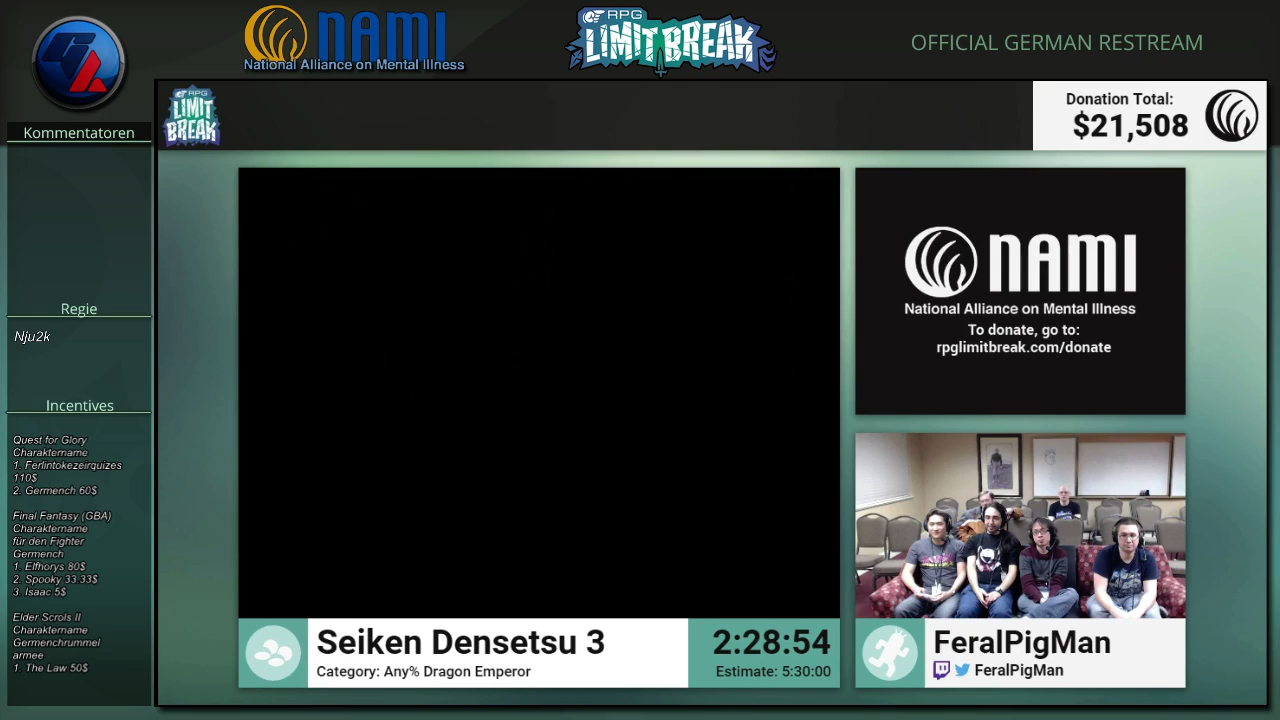 NAMI
National Alliance on Mental Illness
RPG
LIMIT BREAK
OFFICIAL GERMAN RESTREAM
Kommentatoren
Regie
Nju2k
Incentives
Quest for Glory
Charaktername
1. Ferlintokezeirquizes
110$
2. Germench 60$
Final Fantasy (GBA)
Charaktername
für den Fighter
Germench
1. Elfhorys 80$
2. Spooky 33.33$
3. Isaac 5$
Elder Scrols II
Charaktername
Germenchrummel
armee
1. The Law 50$
RPG
LIMIT
BREAK
Donation Total:
$21,508
NAMI
National Alliance on Mental Illness
To donate, go to:
rpglimitbreak.com/donate
Seiken Densetsu 3
Category: Any% Dragon Emperor
2:28:54
Estimate: 5:30:00
FeralPigMan
FeralPigMan